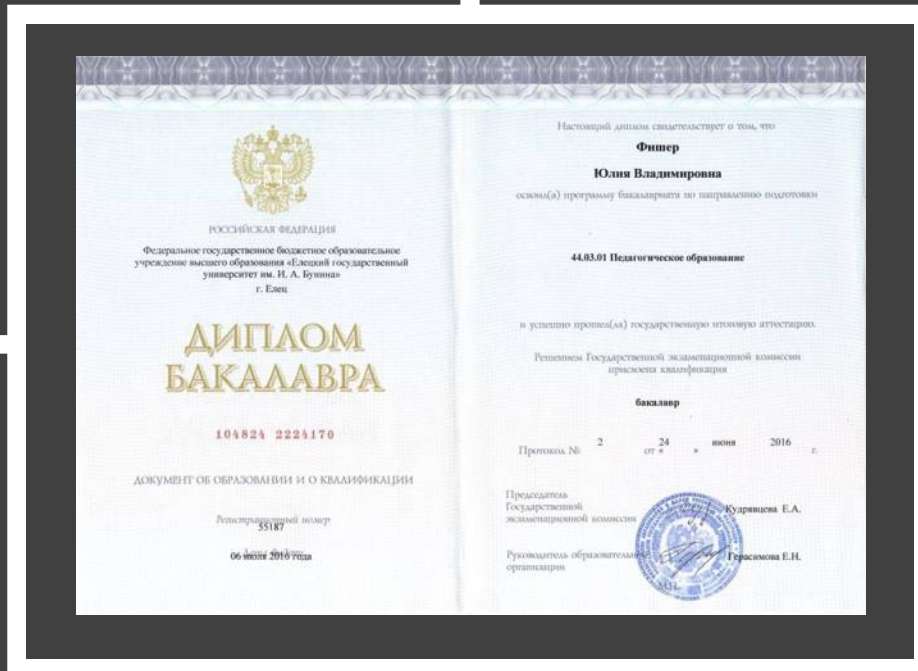 РОССИЙСКАЯ ФЕДЕРАЦИЯ
Федеральное государственное бюджетное образовательное
учреждение высшего образования «Елецкий государственный
университет им. И. А. Бунина»
г. Елец
ДИПЛОМ
БАКАЛАВРА
104824 2224170
ДОКУМЕНТ ОБ ОБРАЗОВАНИИ И О КВАЛИФИКАЦИИ
Регистрационный номер
55187
Дата выдачи
06 июля 2016 года
Настоящий диплом свидетельствует о том, что
Фишер
Юлия Владимировна
освоил(а) программу бакалавриата по направлению подготовки
44.03.01 Педагогическое образование
и успешно прошел(ла) государственную итоговую аттестацию.
Решением Государственной экзаменационной комиссии
присвоена квалификация
бакалавр
Протокол № 2 от « 24 » июня 2016 г.
Председатель
Государственной
экзаменационной комиссии
Кудрявцева Е.А.
Руководитель образовательной
организации
Герасимова Е.Н.
М.П.